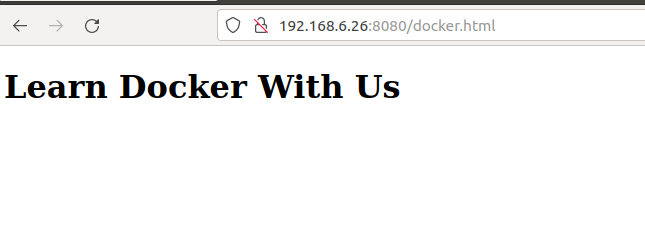 192.168.6.26:8080/docker.html
Learn Docker With Us